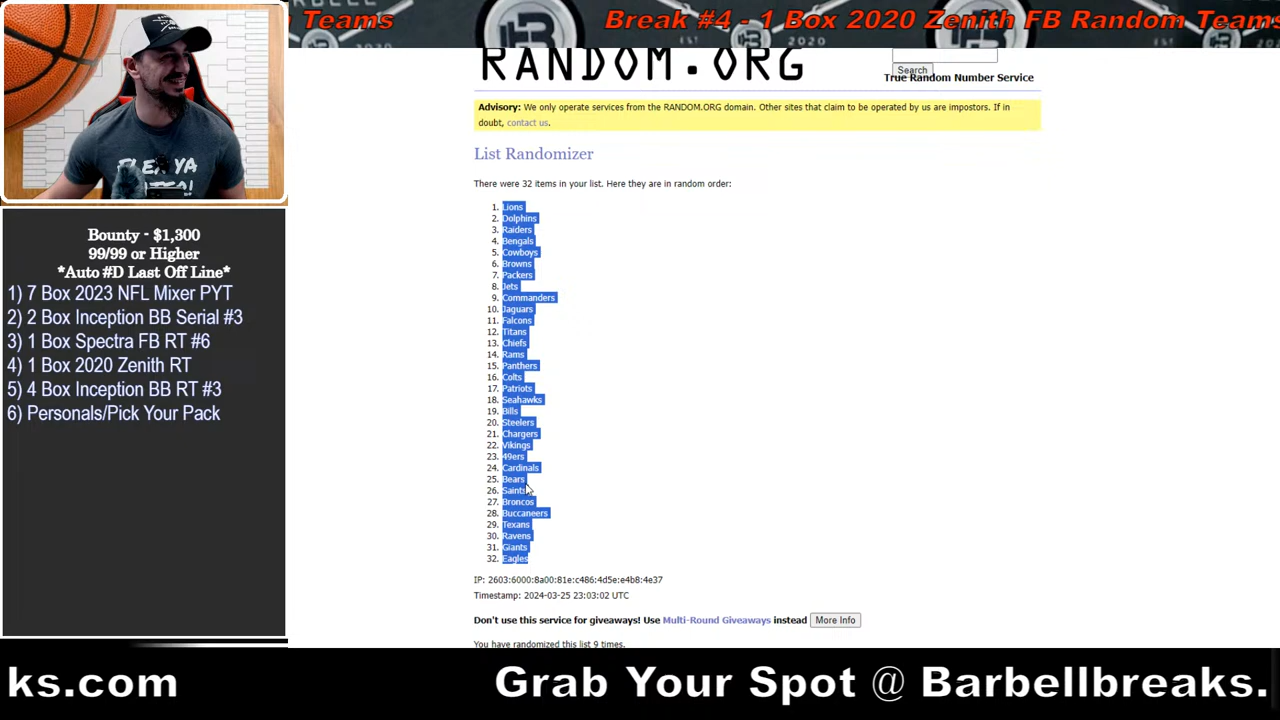 Teams
Break #4 - 1 Box 2020 Zenith FB Random Teams
RANDOM.ORG
Search
True Random Number Service
Advisory: We only operate services from the RANDOM.ORG domain. Other sites that claim to be operated by us are impostors. If in
doubt, contact us.
List Randomizer
There were 32 items in your list. Here they are in random order:
1. Lions
2. Dolphins
3. Raiders
4. Bengals
5. Cowboys
6. Browns
7. Packers
8. Jets
9. Commanders
10. Jaguars
11. Falcons
12. Titans
13. Chiefs
14. Rams
15. Panthers
16. Colts
17. Patriots
18. Seahawks
19. Bills
20. Steelers
21. Chargers
22. Vikings
23. 49ers
24. Cardinals
25. Bears
26. Saints
27. Broncos
28. Buccaneers
29. Texans
30. Ravens
31. Giants
32. Eagles
IP: 2603:6000:8a00:81e:c486:4d5e:e4b8:4e37
Timestamp: 2024-03-25 23:03:02 UTC
Don't use this service for giveaways! Use Multi-Round Giveaways instead More Info
You have randomized this list 9 times.
Bounty - $1,300
99/99 or Higher
*Auto #D Last Off Line*
1) 7 Box 2023 NFL Mixer PYT
2) 2 Box Inception BB Serial #3
3) 1 Box Spectra FB RT #6
4) 1 Box 2020 Zenith RT
5) 4 Box Inception BB RT #3
6) Personals/Pick Your Pack
ks.com
Grab Your Spot @ Barbellbreaks.